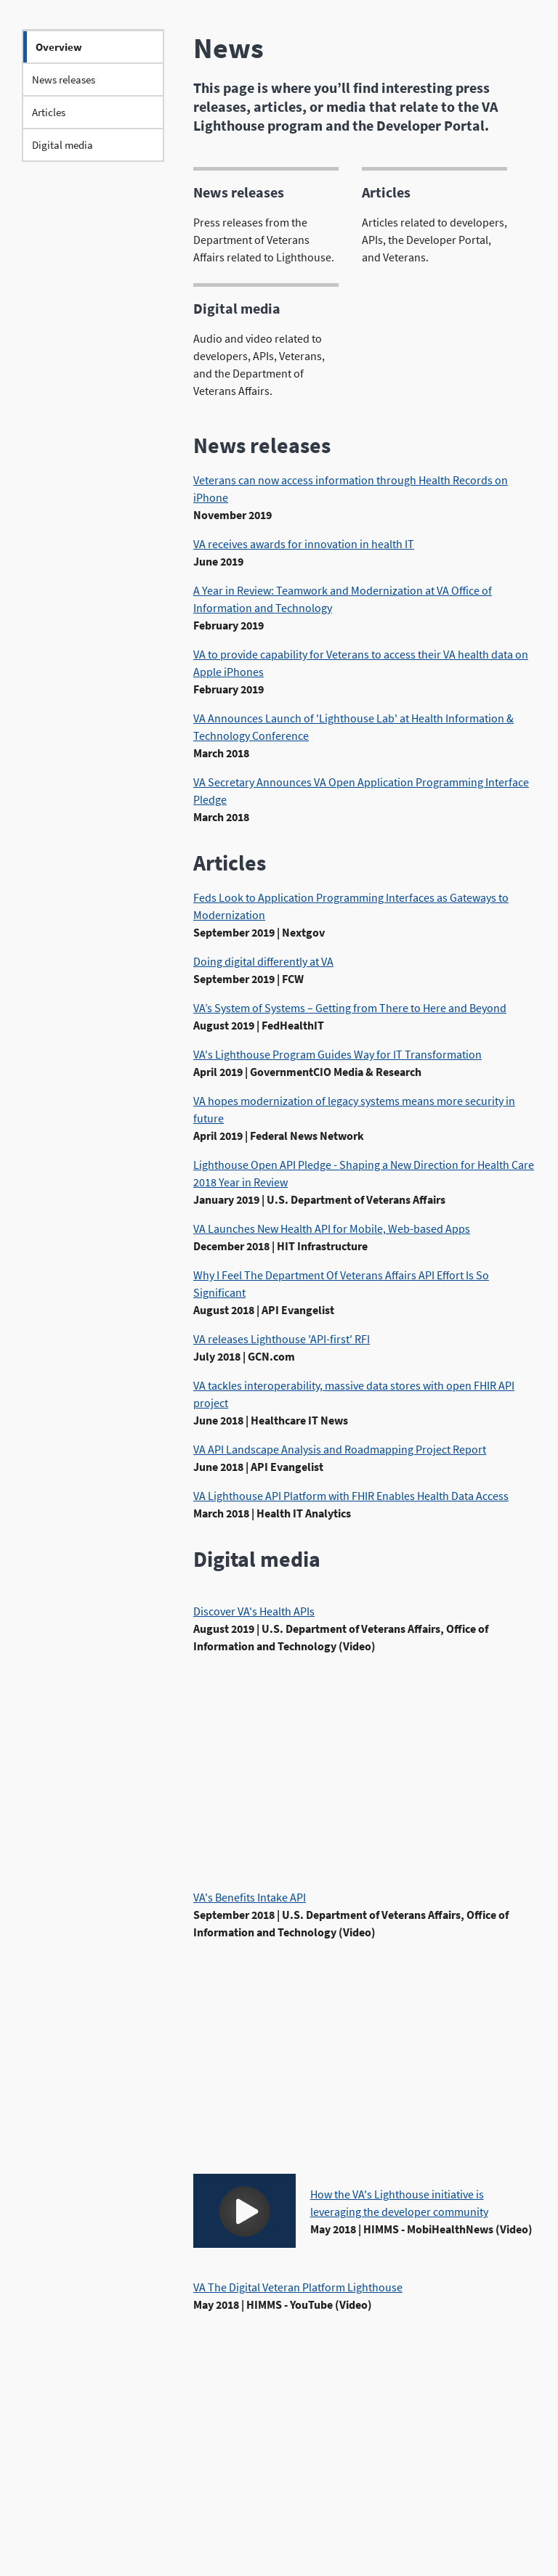 Overview
News releases
Articles
Digital media
News
This page is where you’ll find interesting press
releases, articles, or media that relate to the VA
Lighthouse program and the Developer Portal.
News releases
Press releases from the
Department of Veterans
Affairs related to Lighthouse.
Articles
Articles related to developers,
APIs, the Developer Portal,
and Veterans.
Digital media
Audio and video related to
developers, APIs, Veterans,
and the Department of
Veterans Affairs.
News releases
Veterans can now access information through Health Records on
iPhone
November 2019
VA receives awards for innovation in health IT
June 2019
A Year in Review: Teamwork and Modernization at VA Office of
Information and Technology
February 2019
VA to provide capability for Veterans to access their VA health data on
Apple iPhones
February 2019
VA Announces Launch of 'Lighthouse Lab' at Health Information &
Technology Conference
March 2018
VA Secretary Announces VA Open Application Programming Interface
Pledge
March 2018
Articles
Feds Look to Application Programming Interfaces as Gateways to
Modernization
September 2019 | Nextgov
Doing digital differently at VA
September 2019 | FCW
VA’s System of Systems – Getting from There to Here and Beyond
August 2019 | FedHealthIT
VA's Lighthouse Program Guides Way for IT Transformation
April 2019 | GovernmentCIO Media & Research
VA hopes modernization of legacy systems means more security in
future
April 2019 | Federal News Network
Lighthouse Open API Pledge - Shaping a New Direction for Health Care
2018 Year in Review
January 2019 | U.S. Department of Veterans Affairs
VA Launches New Health API for Mobile, Web-based Apps
December 2018 | HIT Infrastructure
Why I Feel The Department Of Veterans Affairs API Effort Is So
Significant
August 2018 | API Evangelist
VA releases Lighthouse 'API-first' RFI
July 2018 | GCN.com
VA tackles interoperability, massive data stores with open FHIR API
project
June 2018 | Healthcare IT News
VA API Landscape Analysis and Roadmapping Project Report
June 2018 | API Evangelist
VA Lighthouse API Platform with FHIR Enables Health Data Access
March 2018 | Health IT Analytics
Digital media
Discover VA's Health APIs
August 2019 | U.S. Department of Veterans Affairs, Office of
Information and Technology (Video)
VA's Benefits Intake API
September 2018 | U.S. Department of Veterans Affairs, Office of
Information and Technology (Video)
How the VA's Lighthouse initiative is
leveraging the developer community
May 2018 | HIMMS - MobiHealthNews (Video)
VA The Digital Veteran Platform Lighthouse
May 2018 | HIMMS - YouTube (Video)